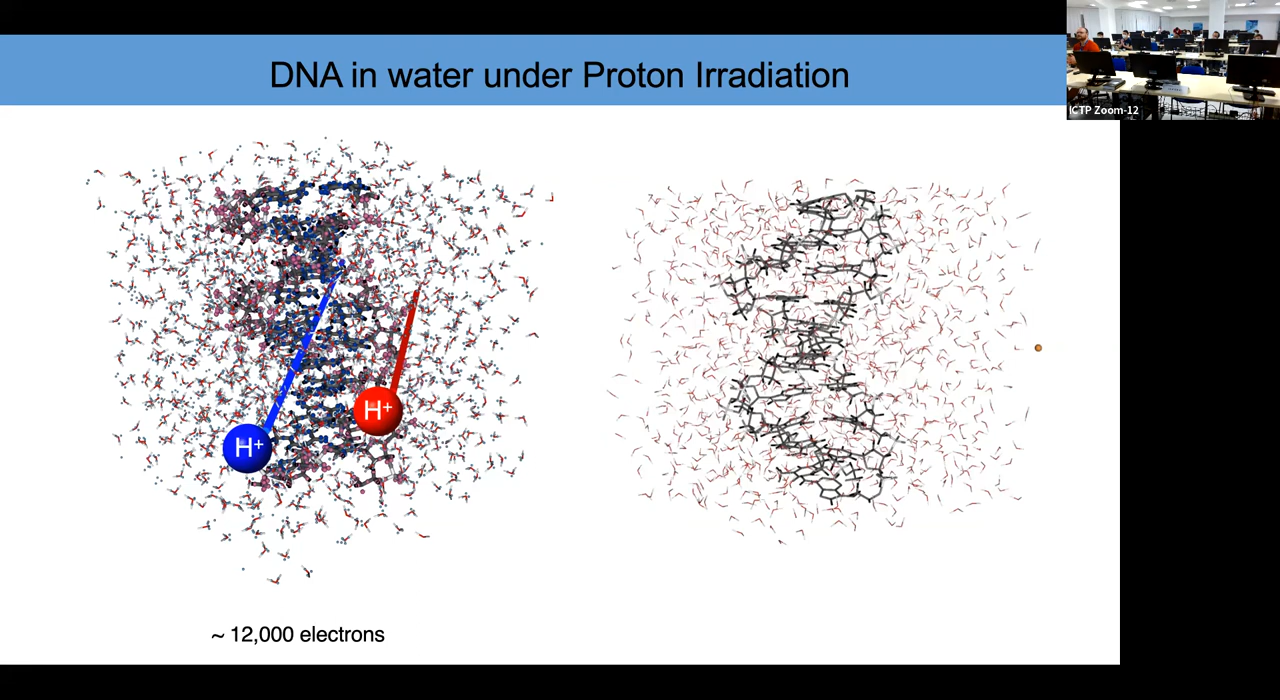 DNA in water under Proton Irradiation
ICTP Zoom-12
H⁺
H⁺
~ 12,000 electrons